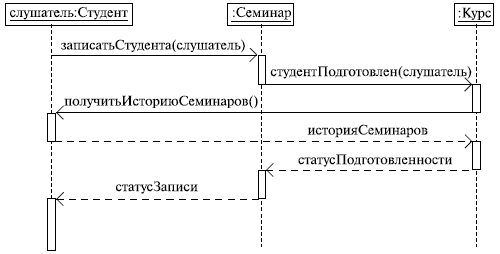 слушатель:Студент
:Семинар
:Курс
записатьСтудента(слушатель)
студентПодготовлен(слушатель)
получитьИсториюСеминаров()
историяСеминаров
статусПодготовленности
статусЗаписи